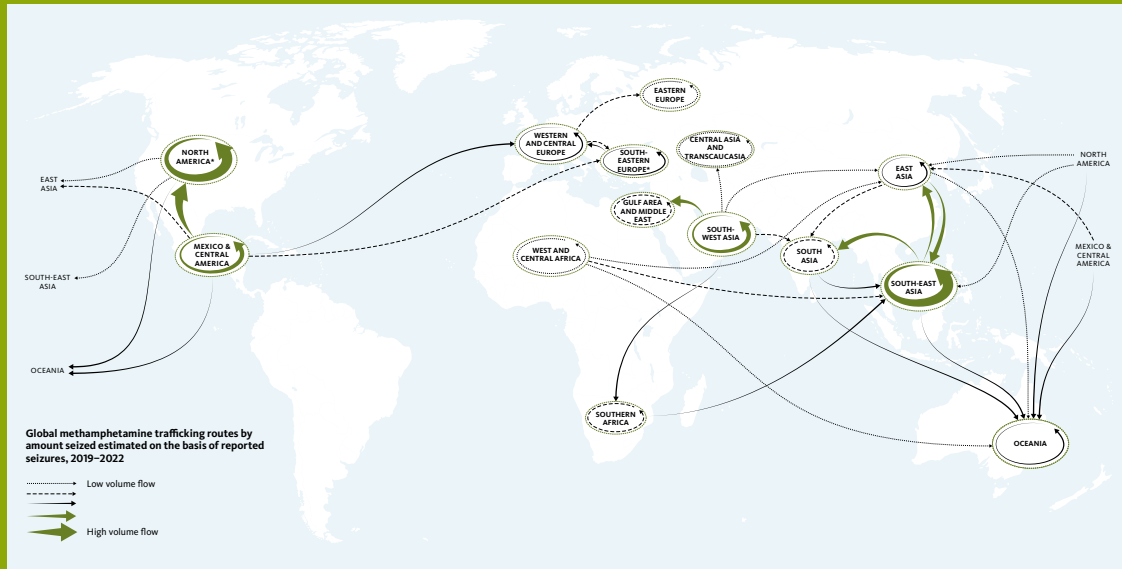 EASTERN
EUROPE
WESTERN
AND CENTRAL
EUROPE
SOUTH-
EASTERN
EUROPE*
CENTRAL ASIA
AND
TRANSCAUCASIA
NORTH
AMERICA*
EAST
ASIA
EAST
ASIA
NORTH
AMERICA
GULF AREA
AND MIDDLE
EAST
SOUTH-
WEST ASIA
MEXICO &
CENTRAL
AMERICA
WEST AND
CENTRAL AFRICA
SOUTH
ASIA
MEXICO &
CENTRAL
AMERICA
SOUTH-EAST
ASIA
SOUTH-EAST
ASIA
OCEANIA
SOUTHERN
AFRICA
OCEANIA
Global methamphetamine trafficking routes by
amount seized estimated on the basis of reported
seizures, 2019–2022
Low volume flow
High volume flow